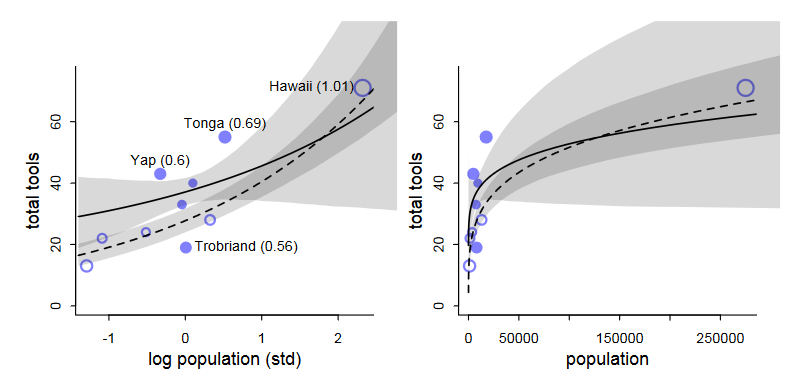 total tools
0
20
40
60
Hawaii (1.01)
Tonga (0.69)
Yap (0.6)
Trobriand (0.56)
-1
0
1
2
log population (std)
total tools
0
20
40
60
0
50000
150000
250000
population